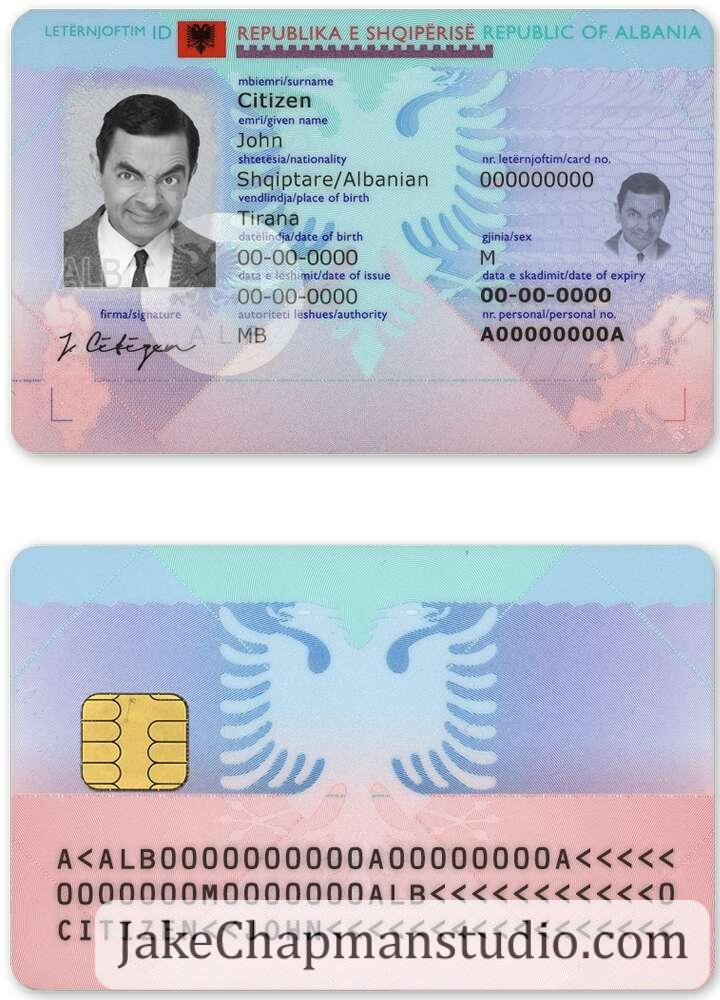 LETËRNJOFTIM ID REPUBLIKA E SHQIPËRISË REPUBLIC OF ALBANIA
mbiemri/surname
Citizen
emri/given name
John
shtetësia/nationality
Shqiptare/Albanian
nr. letërnjoftim/card no.
000000000
vendlindja/place of birth
Tirana
datëlindja/date of birth
00-00-0000
gjinia/sex
M
data e lëshimit/date of issue
00-00-0000
data e skadimit/date of expiry
00-00-0000
autoriteti lëshues/authority
MB
nr. personal/personal no.
A00000000A
firma/signature
J. Citizen
ALB
A L
A<ALB0000000000A00000000A<<<<<
0000000M0000000ALB<<<<<<<<<<<0
CITIZEN<<JOHN<<<<<<<<<<<<<<<<<
JakeChapmanstudio.com